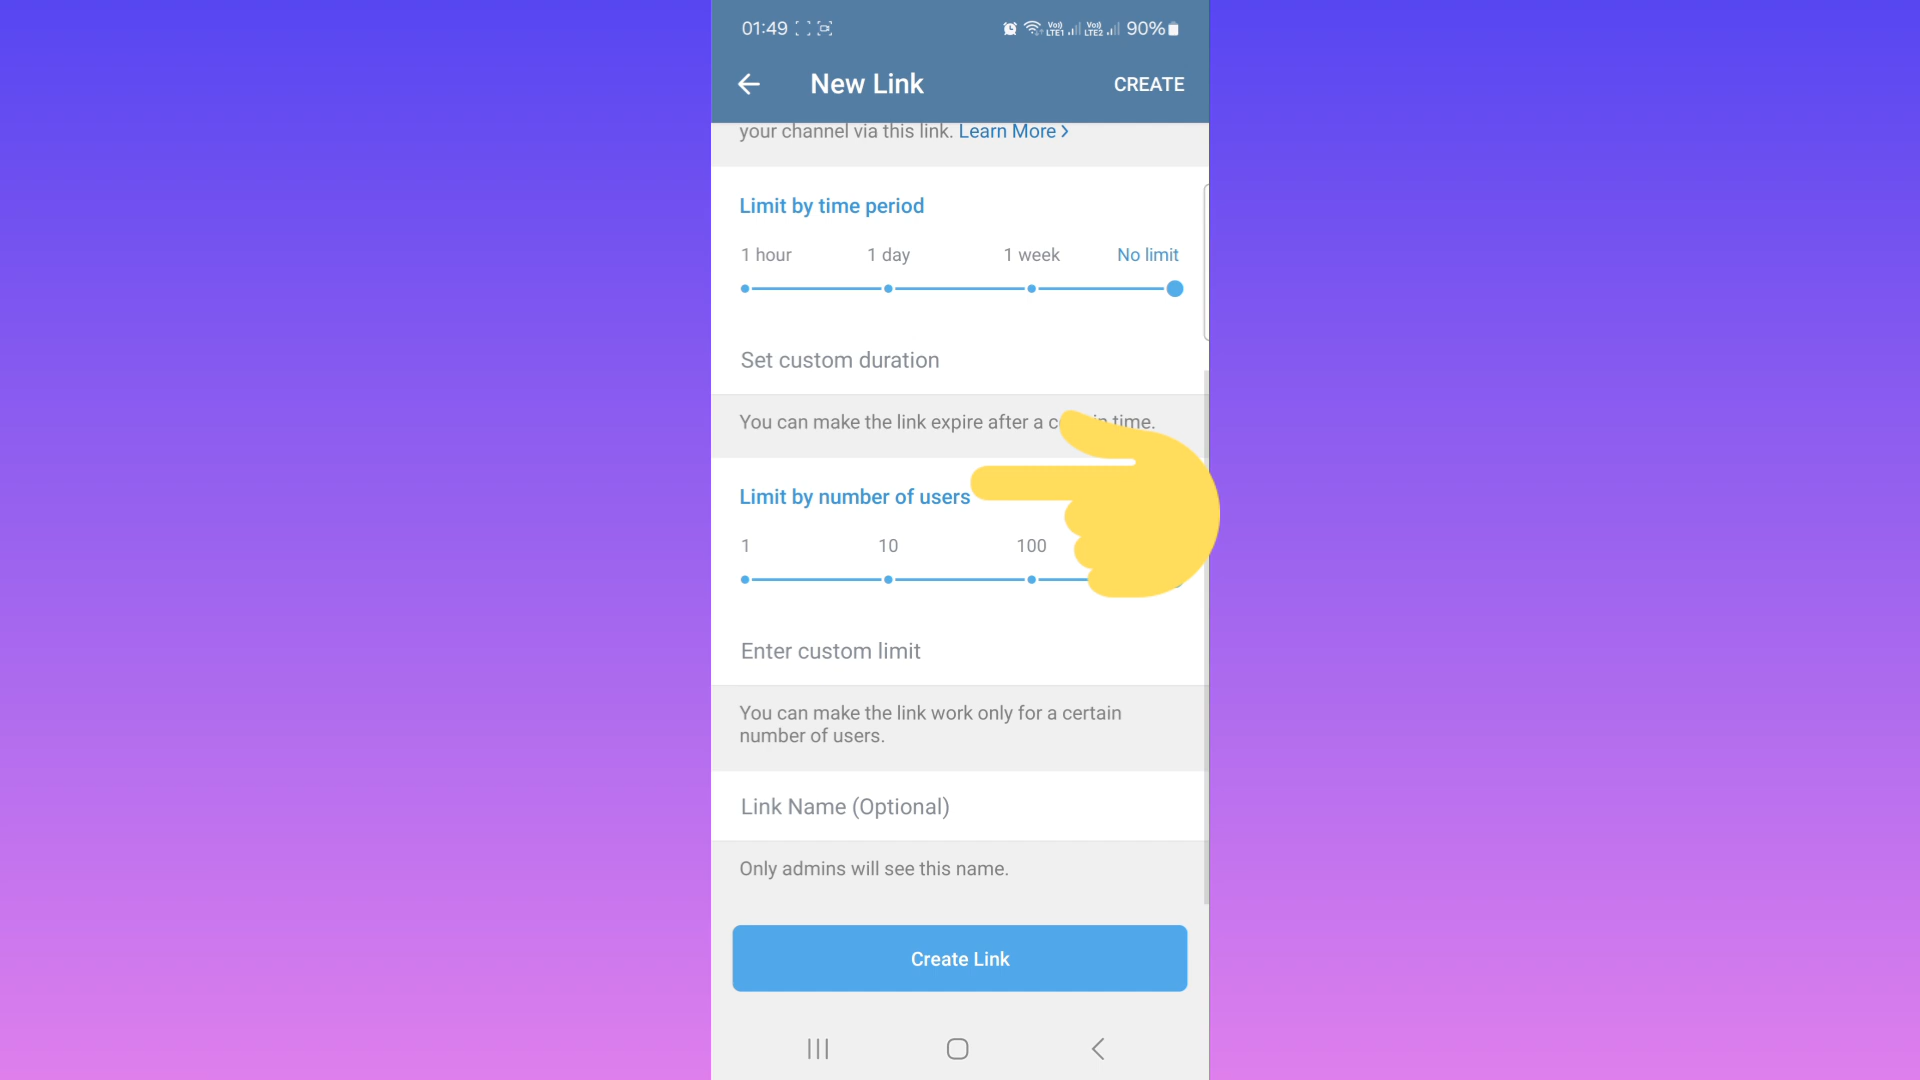 01:49 90%
New Link CREATE
your channel via this link. Learn More
Limit by time period
1 hour 1 day 1 week No limit
Set custom duration
You can make the link expire after a time.
Limit by number of users
1 10 100
Enter custom limit
You can make the link work only for a certain
number of users.
Link Name (Optional)
Only admins will see this name.
Create Link